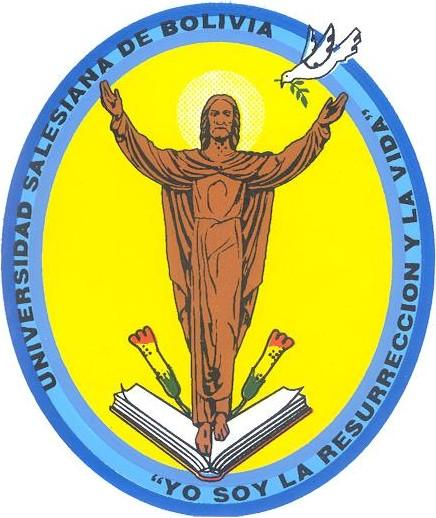 UNIVERSIDAD SALESIANA DE BOLIVIA
"YO SOY LA RESURRECCION Y LA VIDA"